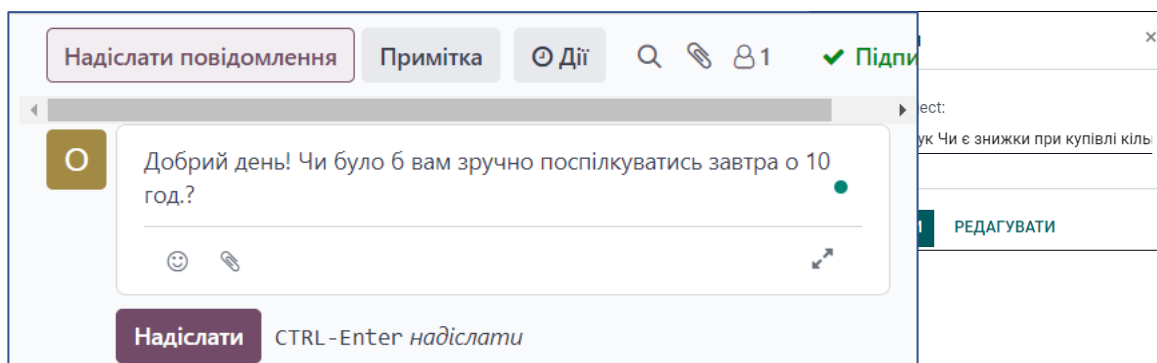 Надіслати повідомлення Примітка Дії 1 Підпи
О
Добрий день! Чи було б вам зручно поспілкуватись завтра о 10
год.?
Надіслати CTRL-Enter надіслати
ect:
ук Чи є знижки при купівлі кіль
РЕДАГУВАТИ